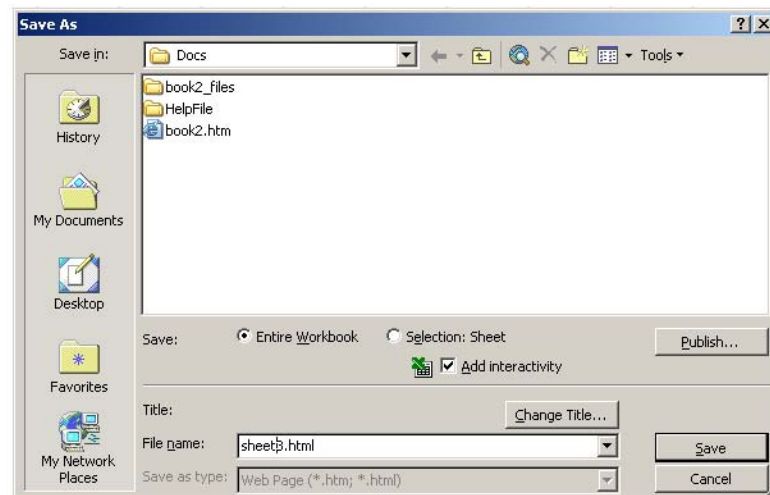 Save As
Save in:
Docs
Tools
History
My Documents
Desktop
Favorites
My Network
Places
book2_files
HelpFile
book2.htm
Save:
Entire Workbook
Selection: Sheet
Publish...
Add interactivity
Title:
Change Title...
File name:
sheet3.html
Save
Save as type:
Web Page (*.htm; *.html)
Cancel